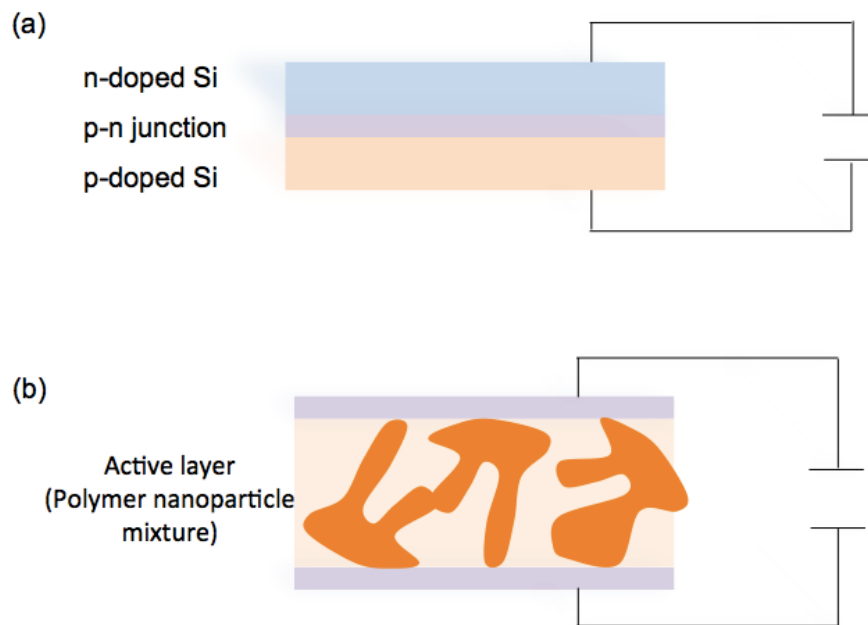 (a)
n-doped Si
p-n junction
p-doped Si
(b)
Active layer
(Polymer nanoparticle
mixture)